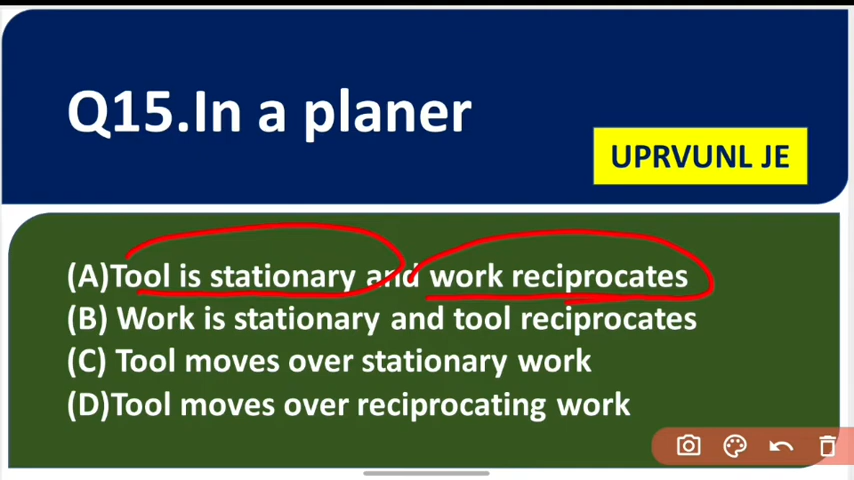 Q15.In a planer
UPRVUNL JE
(A)Tool is stationary and work reciprocates
(B) Work is stationary and tool reciprocates
(C) Tool moves over stationary work
(D)Tool moves over reciprocating work